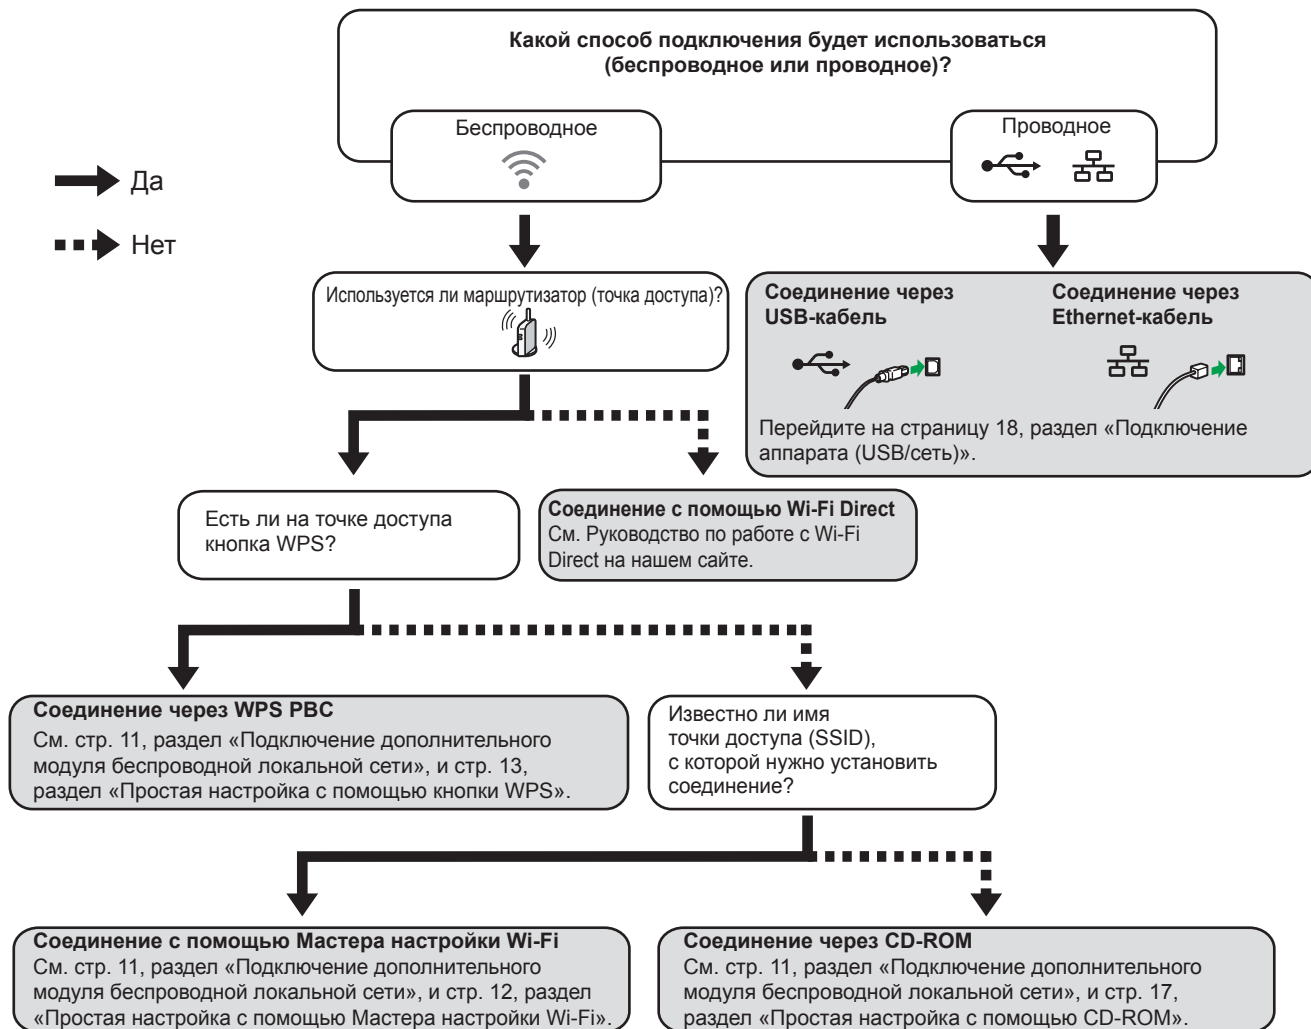 Какой способ подключения будет использоваться
(беспроводное или проводное)?
Беспроводное
Проводное
Да
Нет
Используется ли маршрутизатор (точка доступа)?
Соединение через
USB-кабель
Соединение через
Ethernet-кабель
Перейдите на страницу 18, раздел «Подключение
аппарата (USB/сеть)».
Есть ли на точке доступа
кнопка WPS?
Соединение с помощью Wi-Fi Direct
См. Руководство по работе с Wi-Fi
Direct на нашем сайте.
Соединение через WPS PBC
См. стр. 11, раздел «Подключение дополнительного
модуля беспроводной локальной сети», и стр. 13,
раздел «Простая настройка с помощью кнопки WPS».
Известно ли имя
точки доступа (SSID),
с которой нужно установить
соединение?
Соединение с помощью Мастера настройки Wi-Fi
См. стр. 11, раздел «Подключение дополнительного
модуля беспроводной локальной сети», и стр. 12, раздел
«Простая настройка с помощью Мастера настройки Wi-Fi».
Соединение через CD-ROM
См. стр. 11, раздел «Подключение дополнительного
модуля беспроводной локальной сети», и стр. 17,
раздел «Простая настройка с помощью CD-ROM».